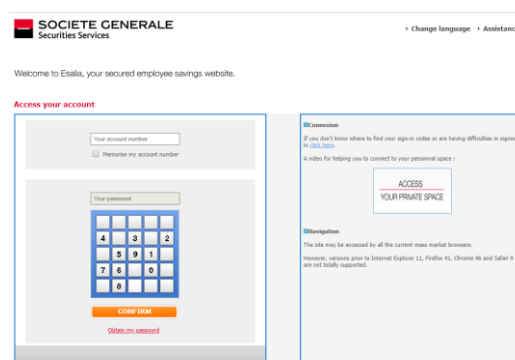 SOCIETE GENERALE
Securities Services
Change language
Assistance
Welcome to Esalia, your secured employee savings website.
Access your account
Your account number
Memorise my account number
Your password
4 3 2
5 9 1
7 6 0
8
CONFIRM
Obtain my password
Connexion
If you don't know where to find your sign-in codes or are having difficulties in signing
in click here.
A video for helping you to connect to your personnal space :
ACCESS
YOUR PRIVATE SPACE
Navigation
The site may be accessed by all the current mass market browsers.
However, versions prior to Internet Explorer 11, Firefox 41, Chrome 46 and Safari 9
are not totally supported.